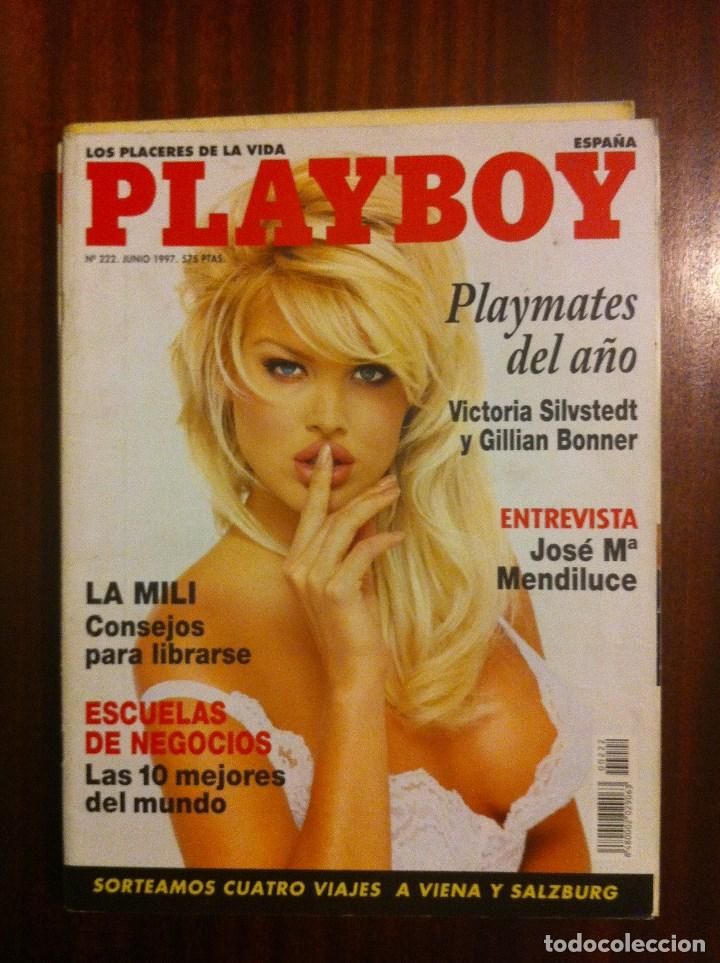 LOS PLACERES DE LA VIDA
ESPAÑA
PLAYBOY
Nº 222. JUNIO 1997. 575 PTAS.
Playmates
del año
Victoria Silvstedt
y Gillian Bonner
ENTREVISTA
José Mª
Mendiluce
LA MILI
Consejos
para librarse
ESCUELAS
DE NEGOCIOS
Las 10 mejores
del mundo
00222
8480002029063
SORTEAMOS CUATRO VIAJES A VIENA Y SALZBURG
todocoleccion